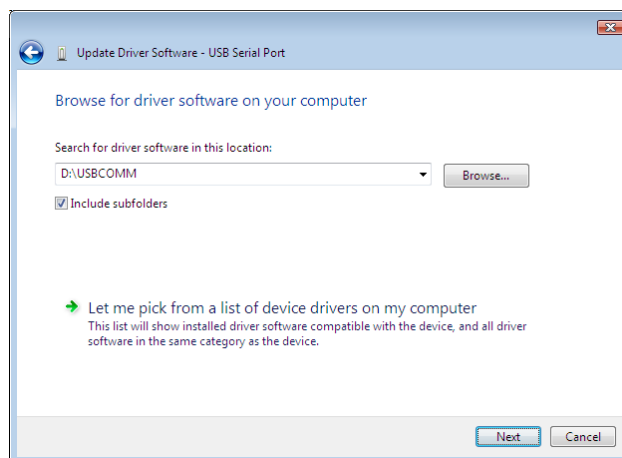 Update Driver Software - USB Serial Port
Browse for driver software on your computer
Search for driver software in this location:
D:\USBCOMM
Browse...
Include subfolders
Let me pick from a list of device drivers on my computer
This list will show installed driver software compatible with the device, and all driver
software in the same category as the device.
Next
Cancel